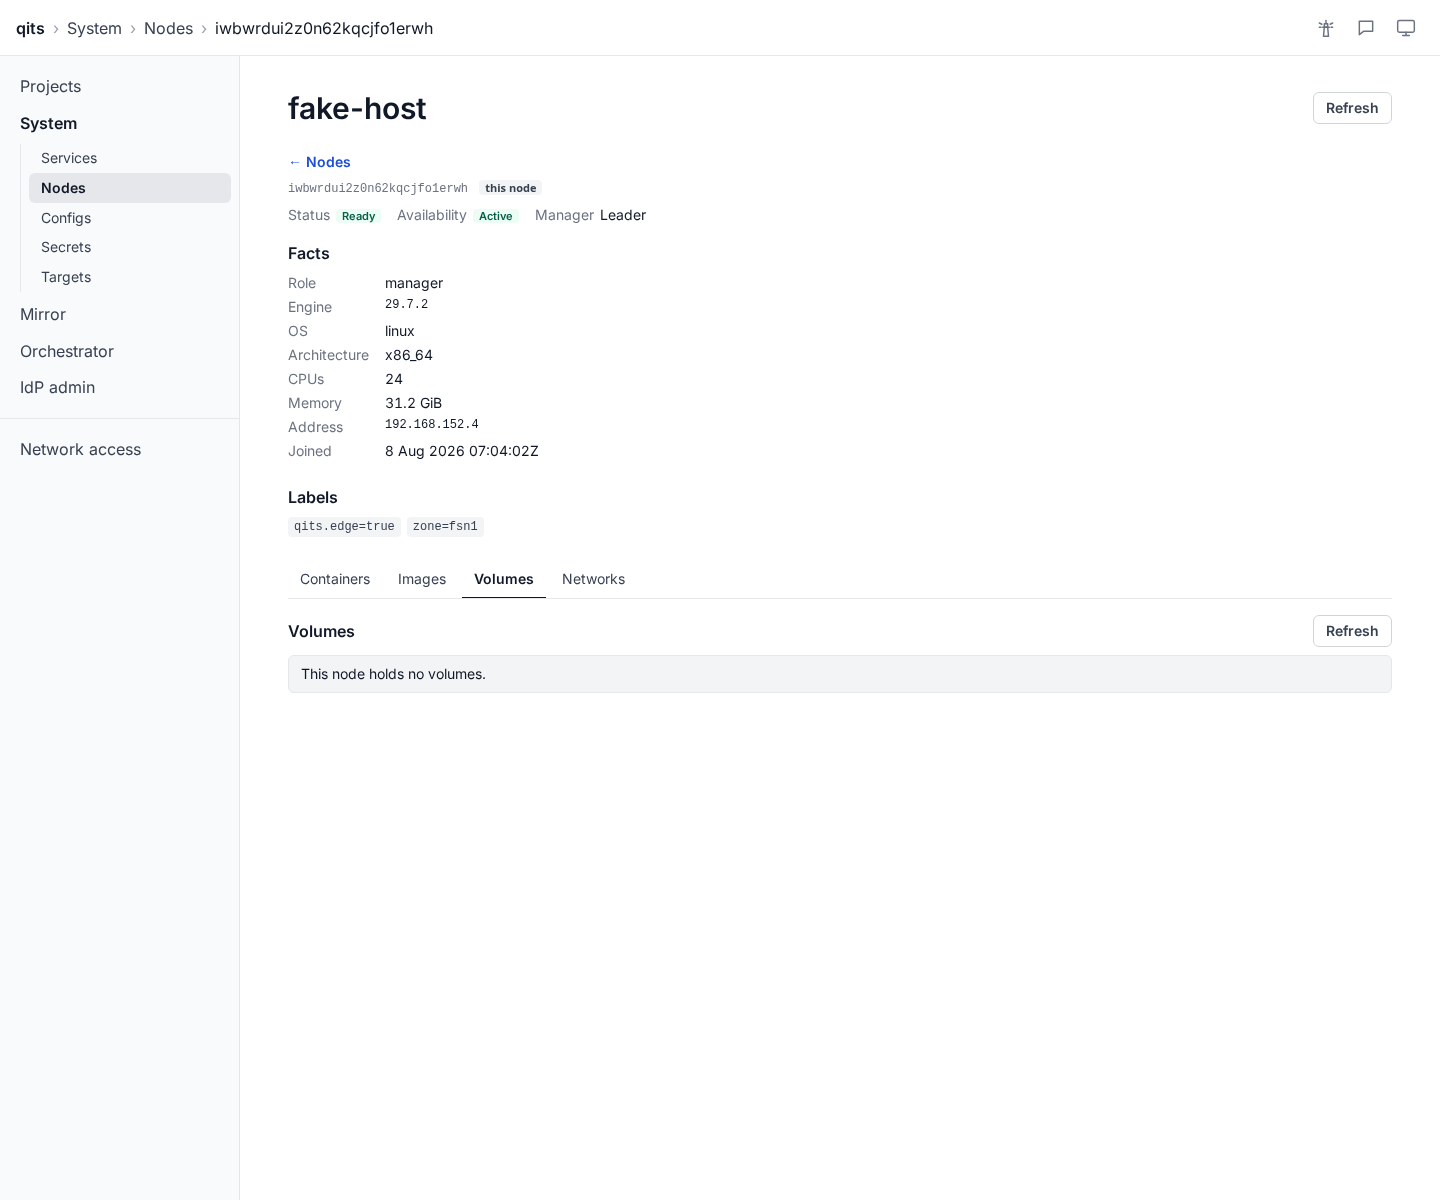 qits › System › Nodes › iwbwrdui2z0n62kqcjfo1erwh
Projects
System
Services
Nodes
Configs
Secrets
Targets
Mirror
Orchestrator
IdP admin
Network access
fake-host
Refresh
← Nodes
iwbwrdui2z0n62kqcjfo1erwh this node
Status Ready Availability Active Manager Leader
Facts
Role manager
Engine 29.7.2
OS linux
Architecture x86_64
CPUs 24
Memory 31.2 GiB
Address 192.168.152.4
Joined 8 Aug 2026 07:04:02Z
Labels
qits.edge=true zone=fsn1
Containers Images Volumes Networks
Volumes
Refresh
This node holds no volumes.